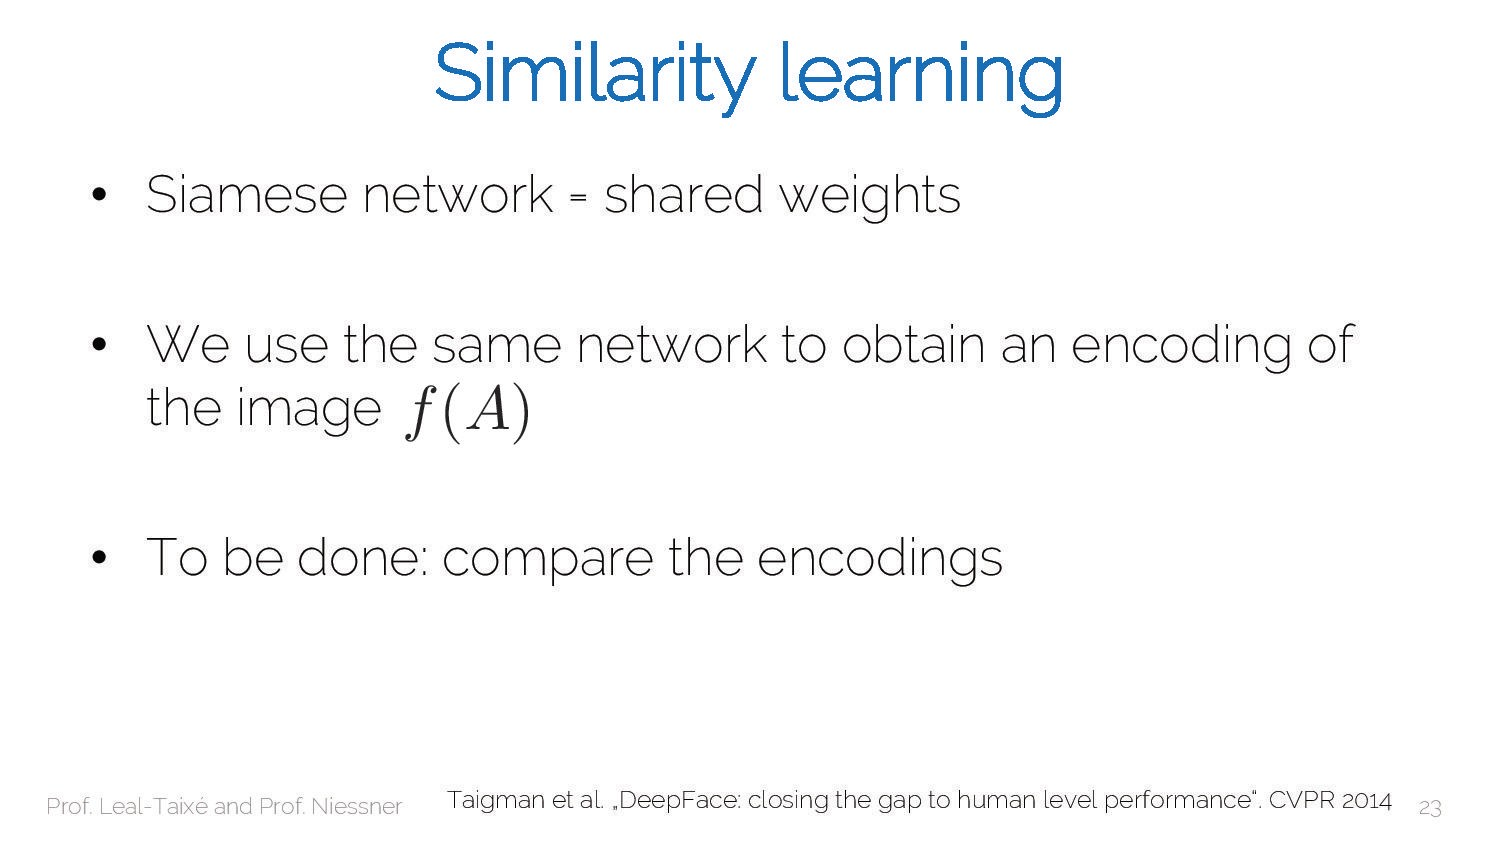 Similarity learning
• Siamese network = shared weights
• We use the same network to obtain an encoding of
the image f(A)
• To be done: compare the encodings
Prof. Leal-Taixé and Prof. Niessner
Taigman et al. „DeepFace: closing the gap to human level performance“. CVPR 2014
23